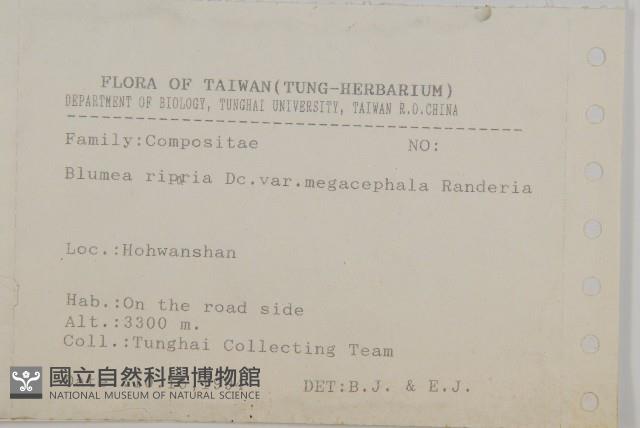 FLORA OF TAIWAN(TUNG-HERBARIUM)
DEPARTMENT OF BIOLOGY, TUNGHAI UNIVERSITY, TAIWAN R.O.CHINA
Family:Compositae NO:
Blumea ripria Dc.var.megacephala Randeria
Loc.:Hohwanshan
Hab.:On the road side
Alt.:3300 m.
Coll.:Tunghai Collecting Team
DET:B.J. & E.J.
國立自然科學博物館
NATIONAL MUSEUM OF NATURAL SCIENCE